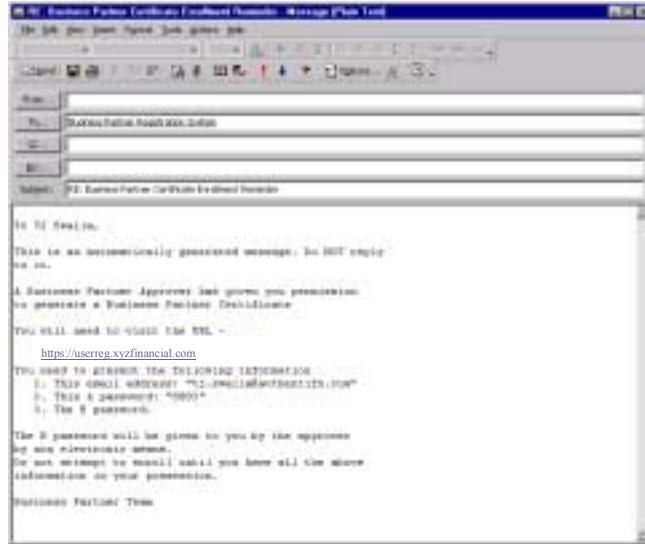 RE: Business Partner Certificate Enrollment Reminder - Message (Plain Text)
File Edit View Insert Format Tools Actions Help
Send
Options...
From...
To...
Business Partner Registration System
Cc...
Bcc...
Subject:
RE: Business Partner Certificate Enrollment Reminder
To TJ
This is an automatically generated message. Do NOT reply
to it.
A Business Partner Approver has given you permission
to generate a Business Partner Certificate
You will need to visit the URL -
https://userreg.xyzfinancial.com
You need to present the following information
1. This email address:
2. This A password:
3. The B password.
The B password will be given to you by the approver
by non electronic means.
Do not attempt to enroll until you have all the above
information in your possession.
Business Partner Team